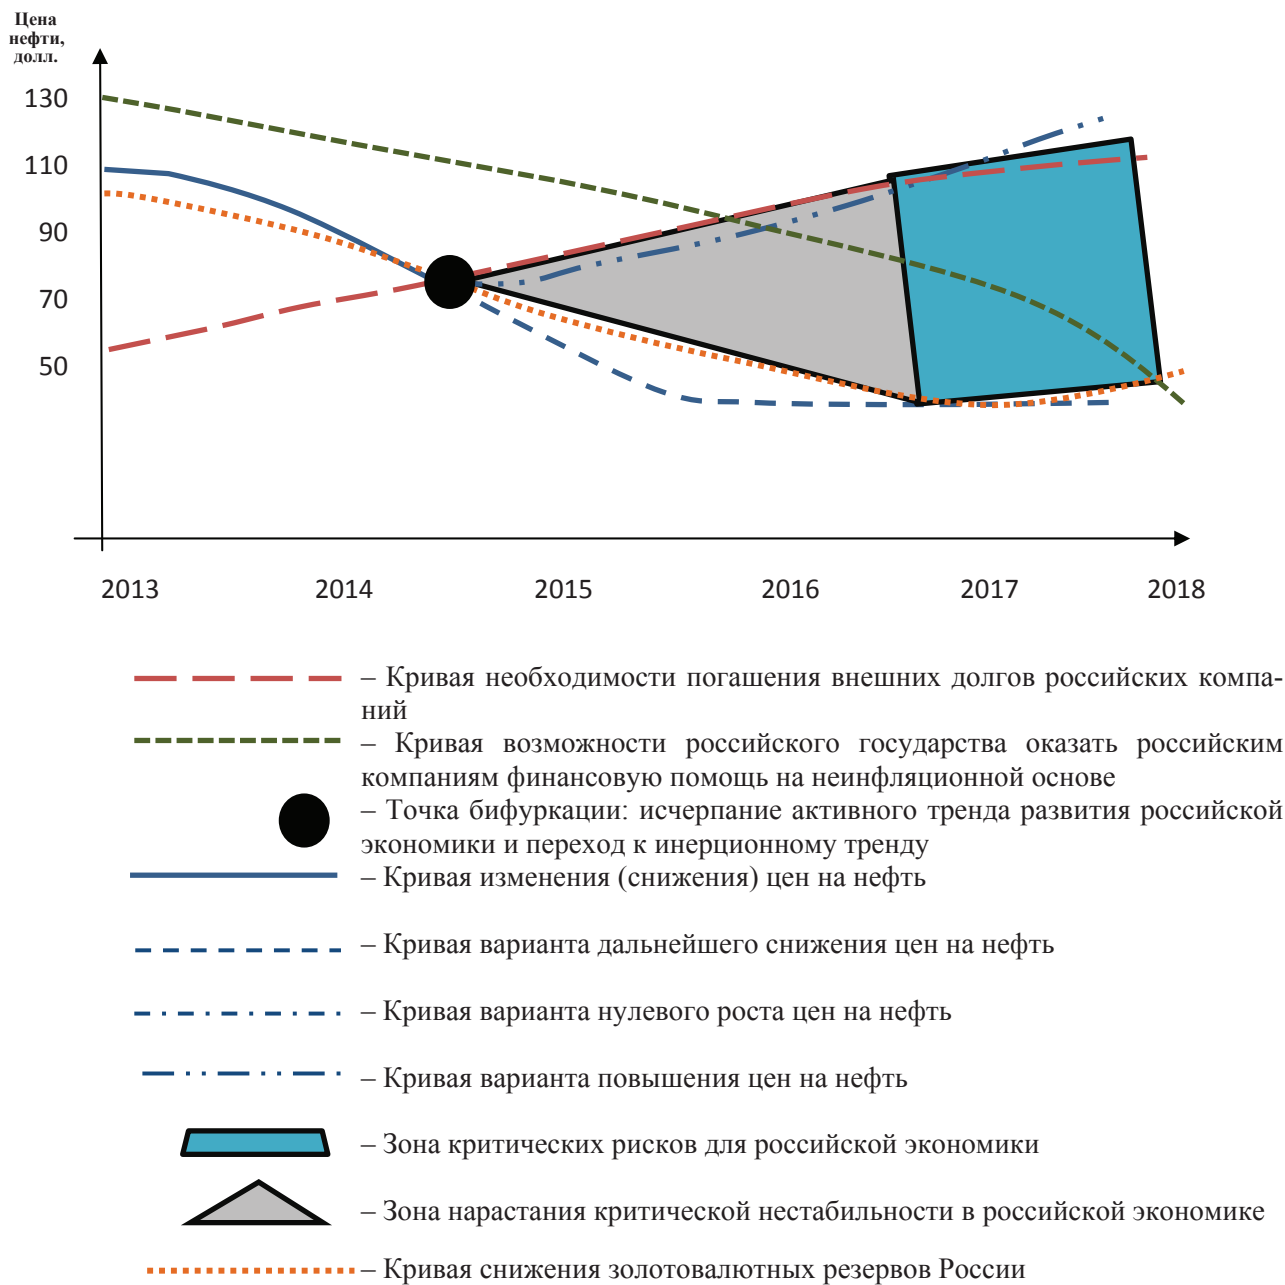 Цена
нефти,
долл.
130
110
90
70
50
2013 2014 2015 2016 2017 2018
– Кривая необходимости погашения внешних долгов российских компа-
ний
– Кривая возможности российского государства оказать российским
компаниям финансовую помощь на неинфляционной основе
– Точка бифуркации: исчерпание активного тренда развития российской
экономики и переход к инерционному тренду
– Кривая изменения (снижения) цен на нефть
– Кривая варианта дальнейшего снижения цен на нефть
– Кривая варианта нулевого роста цен на нефть
– Кривая варианта повышения цен на нефть
– Зона критических рисков для российской экономики
– Зона нарастания критической нестабильности в российской экономике
– Кривая снижения золотовалютных резервов России